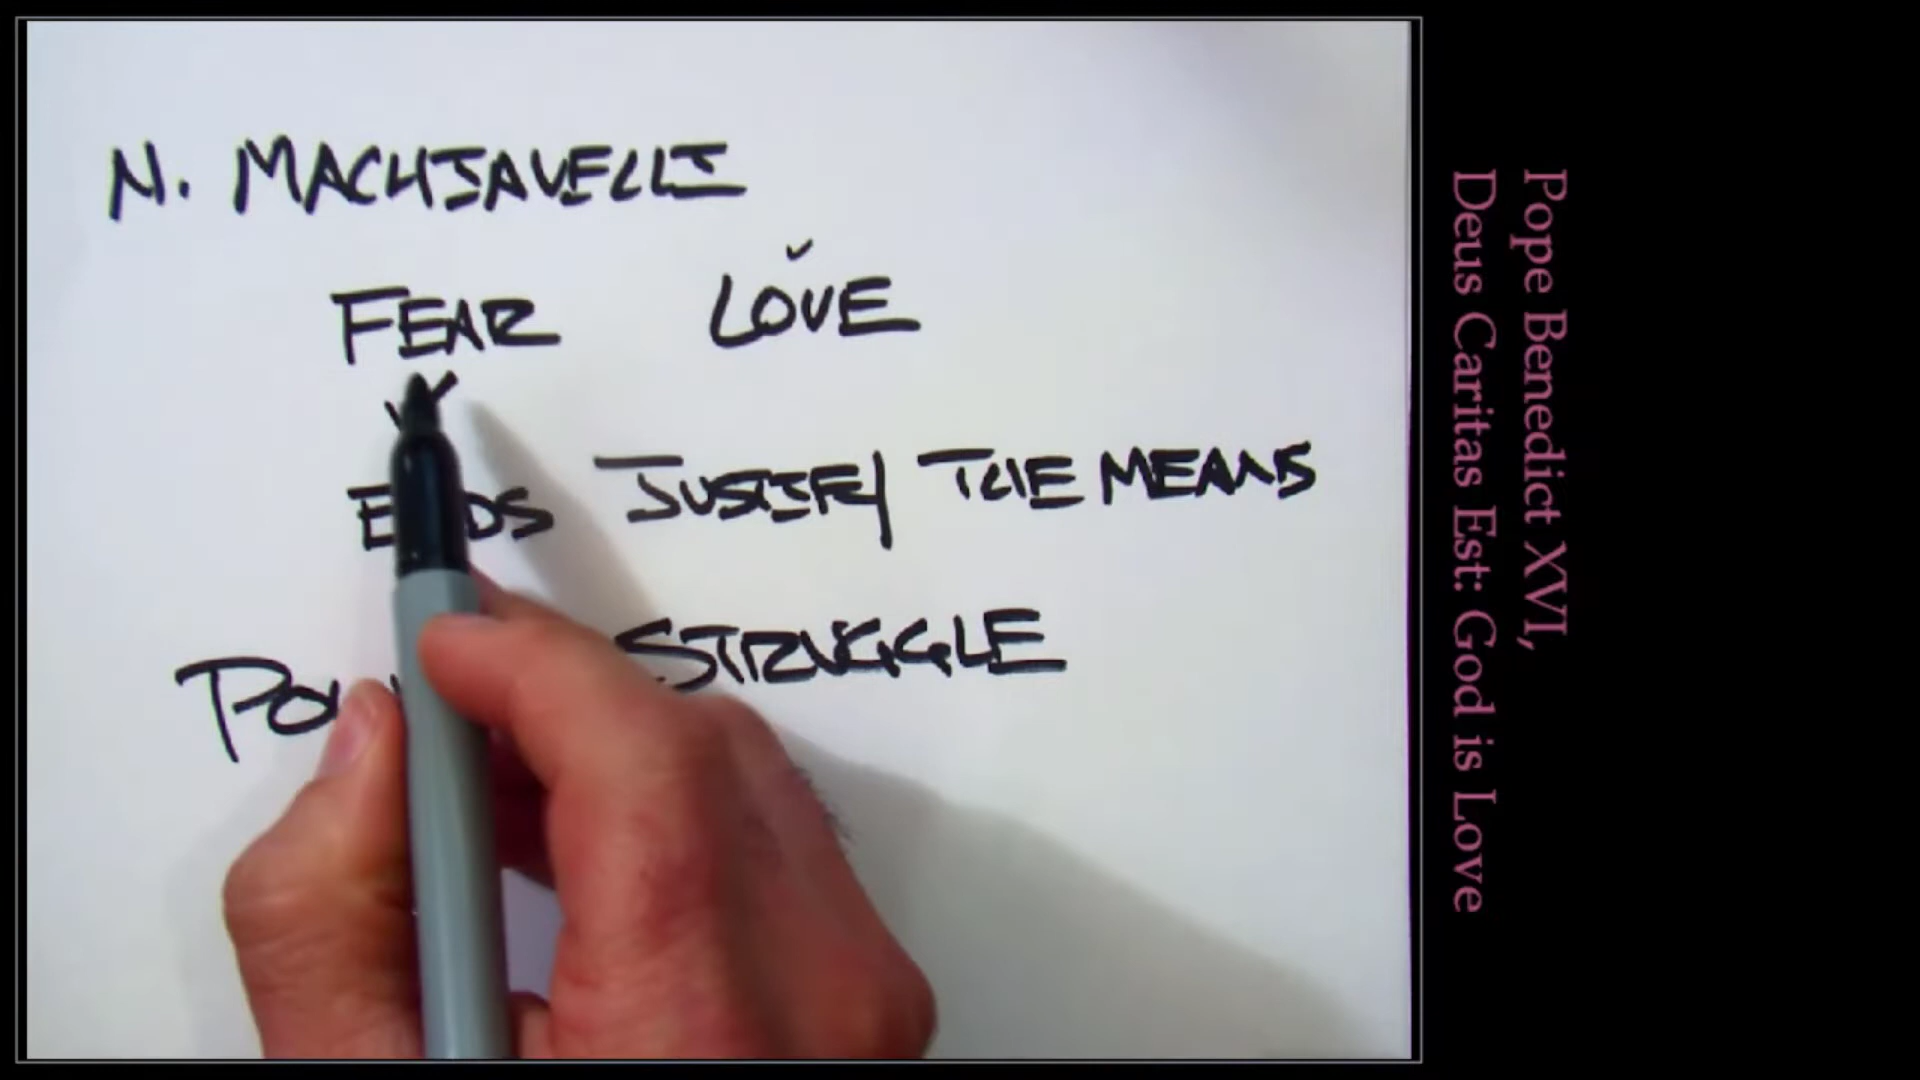 N. MACHIAVELLI
FEAR LOVE
JUSTIFY THE MEANS
STRUGGLE
Pope Benedict XVI,
Deus Caritas Est: God is Love